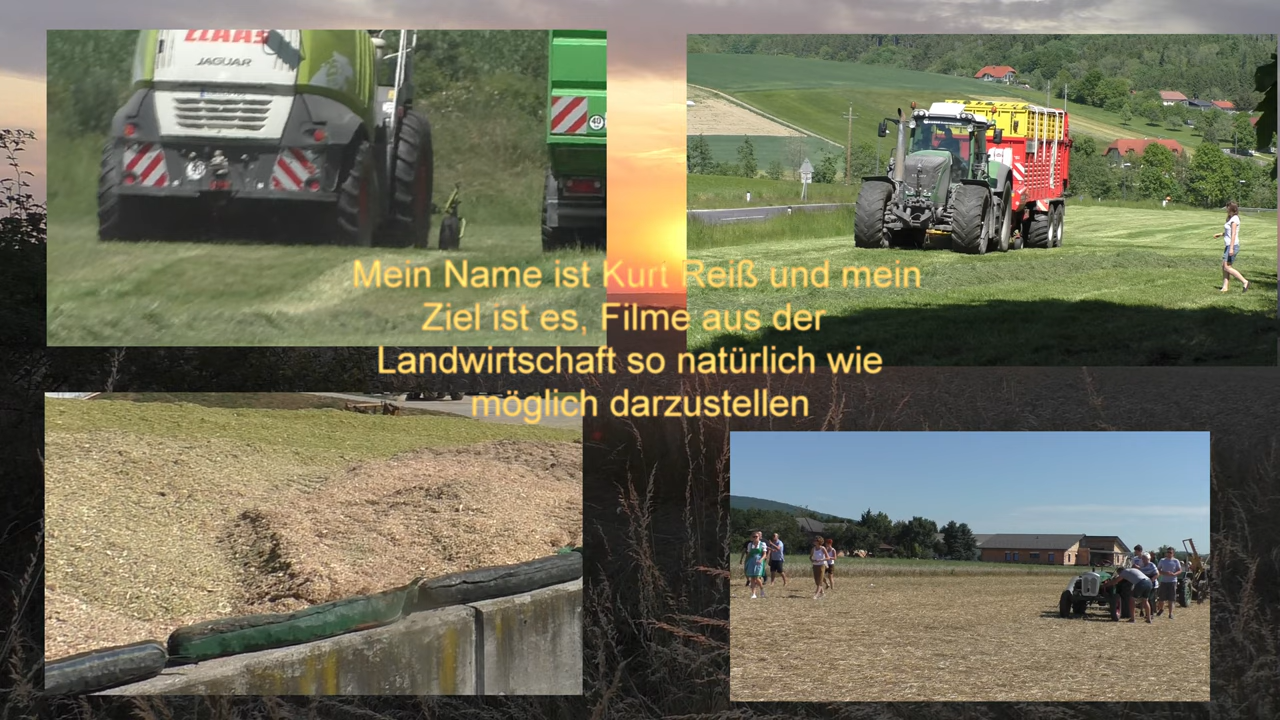 CLAAS
JAGUAR
40
Mein Name ist Kurt Reiß und mein
Ziel ist es, Filme aus der
Landwirtschaft so natürlich wie
möglich darzustellen